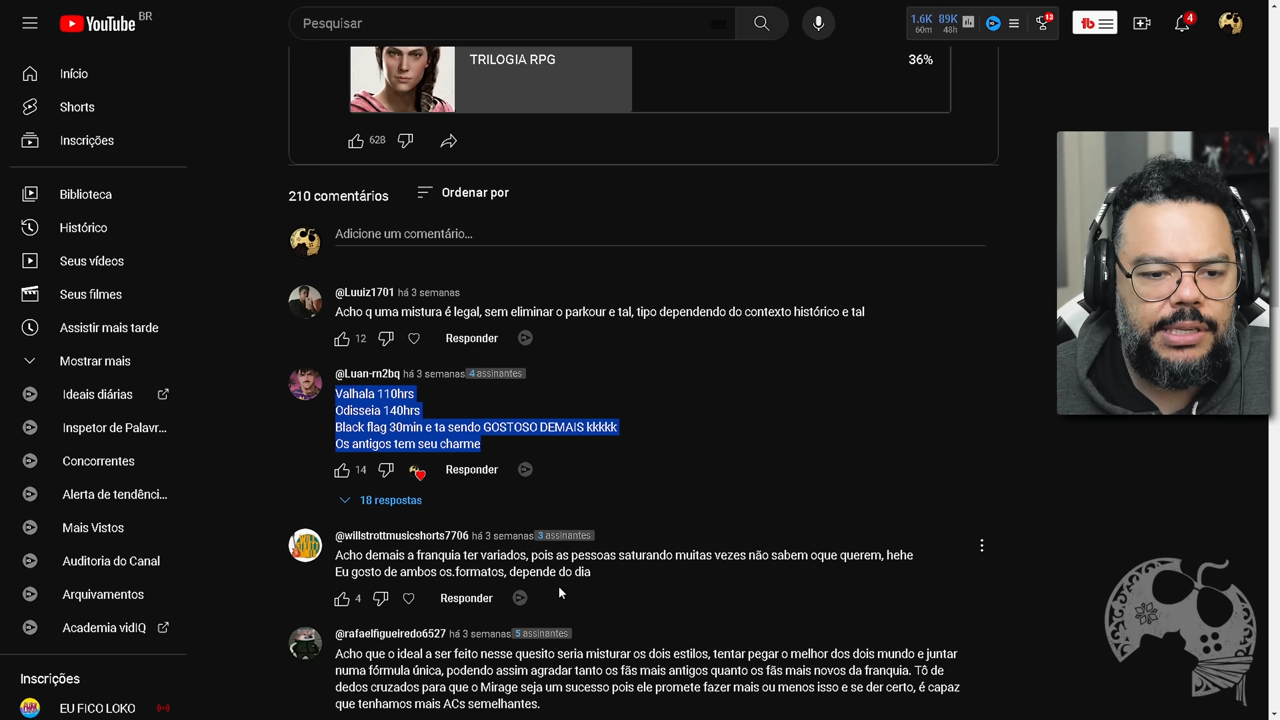 YouTube BR
Pesquisar
1.6K 60m
89K 48h
13
tb
4
Início
Shorts
Inscrições
Biblioteca
Histórico
Seus vídeos
Seus filmes
Assistir mais tarde
Mostrar mais
Ideais diárias
Inspetor de Palavr...
Concorrentes
Alerta de tendênci...
Mais Vistos
Auditoria do Canal
Arquivamentos
Academia vidIQ
Inscrições
EU FICO LOKO
TRILOGIA RPG
36%
628
210 comentários
Ordenar por
Adicione um comentário...
@Luuiz1701 há 3 semanas
Acho q uma mistura é legal, sem eliminar o parkour e tal, tipo dependendo do contexto histórico e tal
12 Responder
@Luan-rn2bq há 3 semanas 4 assinantes
Valhala 110hrs
Odisseia 140hrs
Black flag 30min e ta sendo GOSTOSO DEMAIS kkkkk
Os antigos tem seu charme
14 Responder
18 respostas
@willstrottmusicshorts7706 há 3 semanas 3 assinantes
Acho demais a franquia ter variados, pois as pessoas saturando muitas vezes não sabem oque querem, hehe
Eu gosto de ambos os.formatos, depende do dia
4 Responder
@rafaelfigueiredo6527 há 3 semanas 5 assinantes
Acho que o ideal a ser feito nesse quesito seria misturar os dois estilos, tentar pegar o melhor dos dois mundo e juntar
numa fórmula única, podendo assim agradar tanto os fãs mais antigos quanto os fãs mais novos da franquia. Tô de
dedos cruzados para que o Mirage seja um sucesso pois ele promete fazer mais ou menos isso e se der certo, é capaz
que tenhamos mais ACs semelhantes.